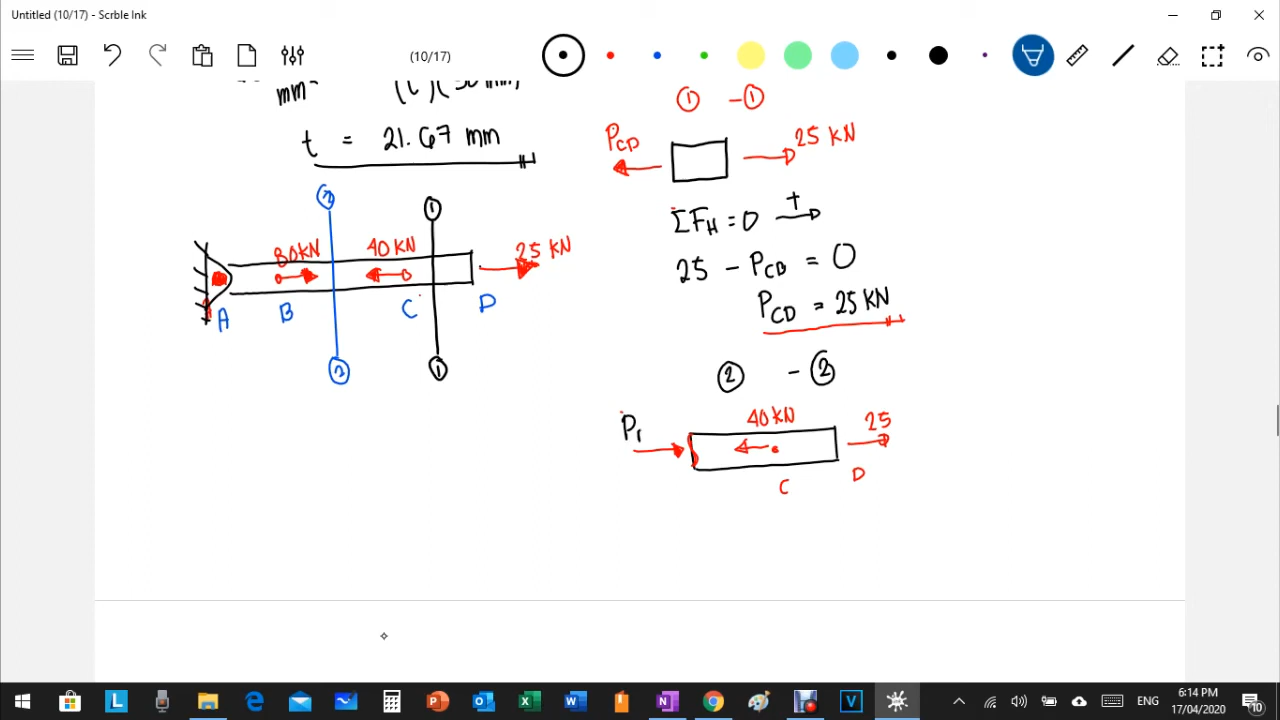 Untitled (10/17) - Scrble Ink
(10/17)
mm²
t = 21.67 mm
2
1
80KN
40 KN
25 KN
A
B
C
D
2
1
1 - 1
PCD
25 KN
ΣFH = 0 +
25 - PCD = 0
PCD = 25 KN
2 - 2
P,
40 KN
25
C
D
L
e
P
X
W
N
V
ENG
6:14 PM
17/04/2020
10